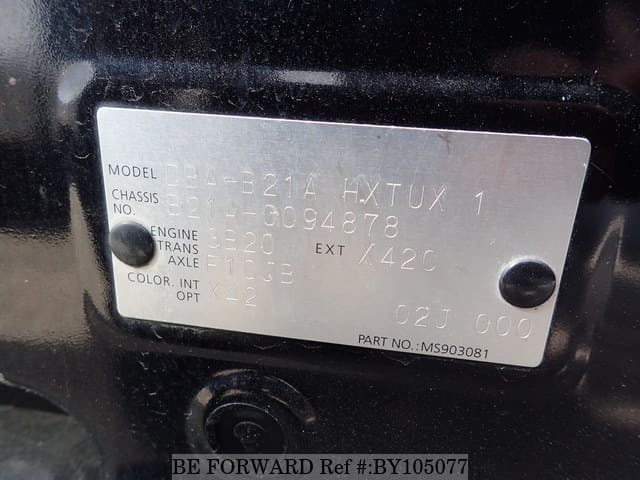 MODEL DBA-B21A HXTUX 1
CHASSIS NO. B21A-0094878
ENGINE 3B20 EXT X42C
TRANS AXLE F1C3B
COLOR. INT X42
OPT 02J 000
PART NO.:MS903081
BE FORWARD Ref #:BY105077